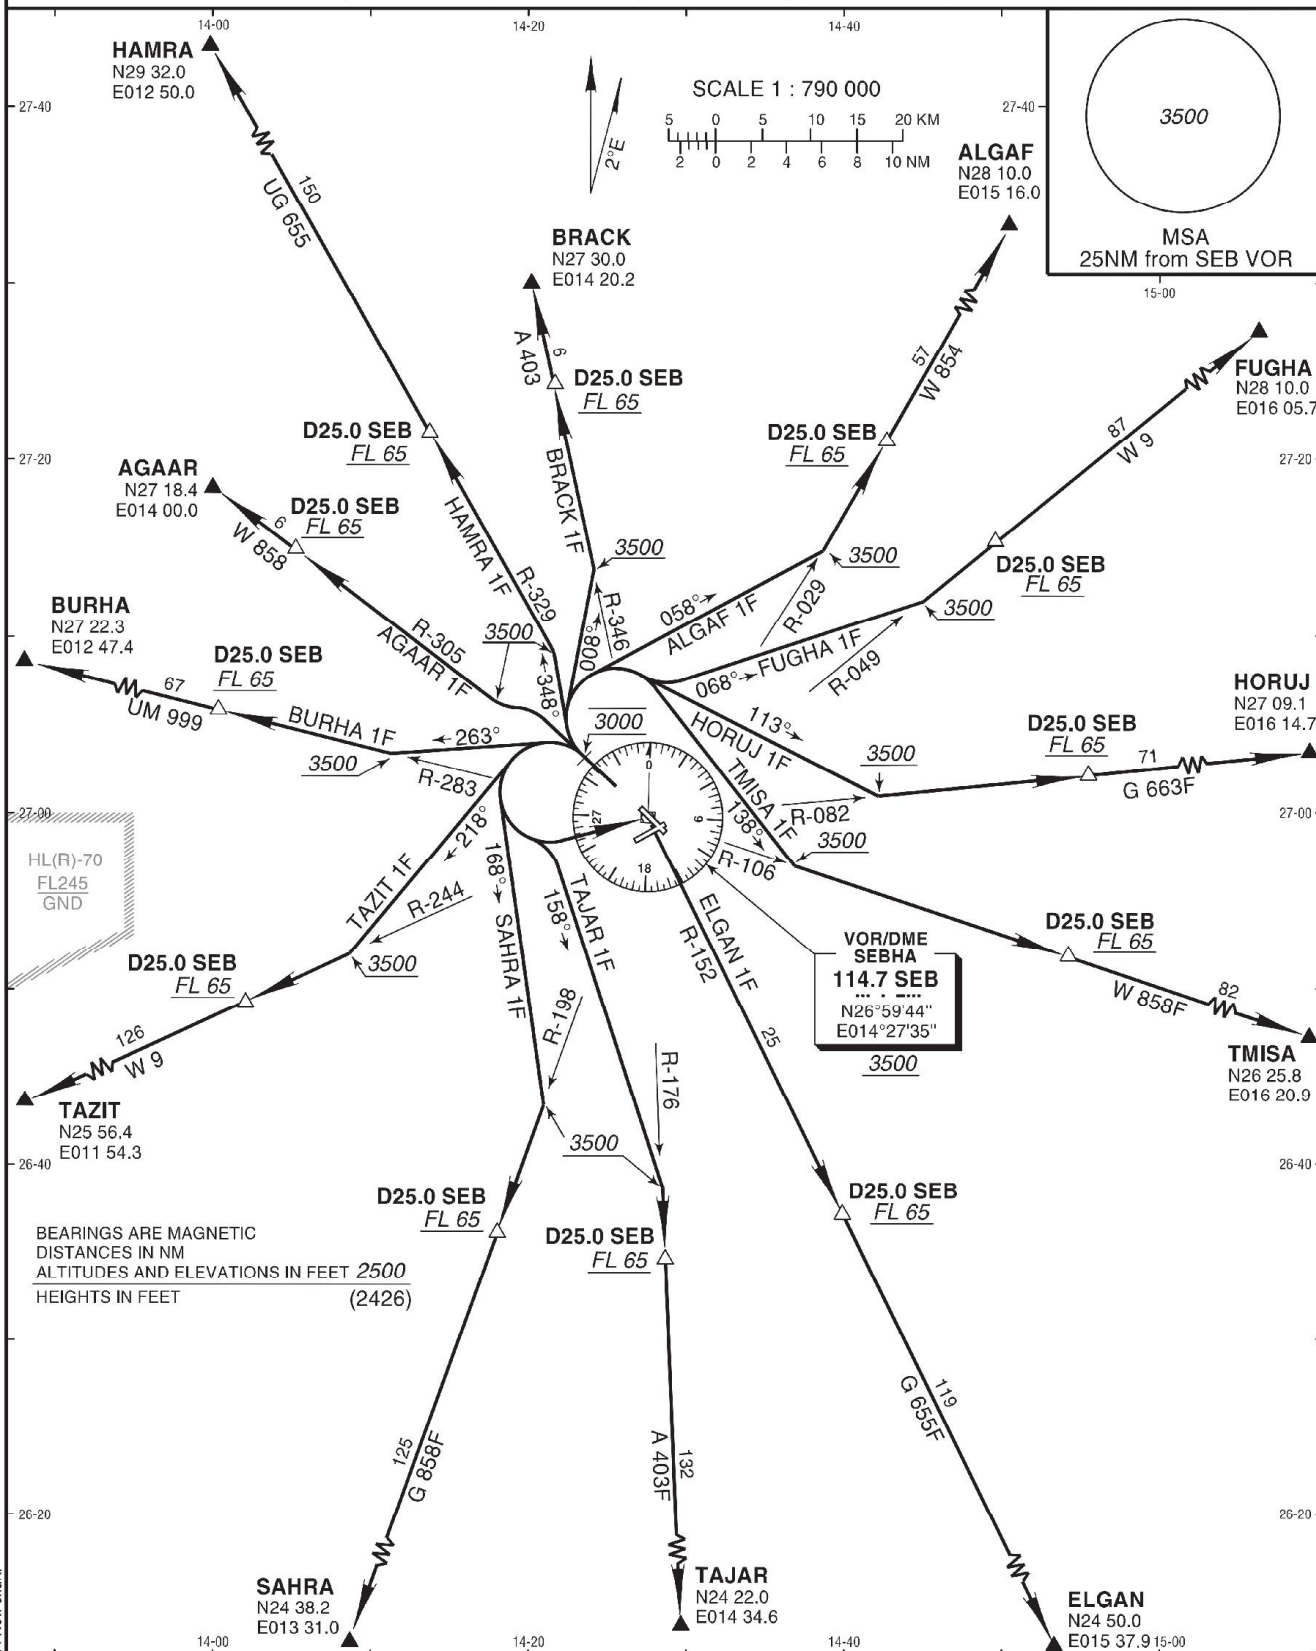 14-00
14-20
14-40
HAMRA
N29 32.0
E012 50.0
27-40
150
UG 655
2°E
SCALE 1 : 790 000
5 0 5 10 15 20 KM
2 0 2 4 6 8 10 NM
27-40
ALGAF
N28 10.0
E015 16.0
3500
MSA
25NM from SEB VOR
15-00
BRACK
N27 30.0
E014 20.2
A 403
6
D25.0 SEB
FL 65
57
W 854
FUGHA
N28 10.0
E016 05.7
87
W 9
D25.0 SEB
FL 65
D25.0 SEB
FL 65
27-20
27-20
AGAAR
N27 18.4
E014 00.0
6
W 858
D25.0 SEB
FL 65
HAMRA 1F
R-329
BRACK 1F
3500
008°
R-346
058°
ALGAF 1F
R-029
3500
D25.0 SEB
FL 65
3500
068°
FUGHA 1F
R-049
BURHA
N27 22.3
E012 47.4
67
UM 999
D25.0 SEB
FL 65
R-305
AGAAR 1F
3500
348°
BURHA 1F
263°
3500
R-283
3000
HORUJ 1F
113°
3500
R-082
HORUJ
N27 09.1
E016 14.7
D25.0 SEB
FL 65
71
G 663F
27-00
27-00
HL(R)-70
FL245
GND
0
9
18
27
TMISA 1F
138°
3500
R-106
218°
TAZIT 1F
R-244
3500
168°
SAHRA 1F
158°
TAJAR 1F
ELGAN 1F
R-152
VOR/DME
SEBHA
114.7 SEB
N26°59'44"
E014°27'35"
3500
D25.0 SEB
FL 65
82
W 858F
TMISA
N26 25.8
E016 20.9
D25.0 SEB
FL 65
126
W 9
TAZIT
N25 56.4
E011 54.3
R-198
R-176
25
3500
26-40
26-40
D25.0 SEB
FL 65
D25.0 SEB
FL 65
D25.0 SEB
FL 65
BEARINGS ARE MAGNETIC
DISTANCES IN NM
ALTITUDES AND ELEVATIONS IN FEET 2500
HEIGHTS IN FEET (2426)
125
G 858F
132
A 403F
119
G 655F
26-20
26-20
SAHRA
N24 38.2
E013 31.0
TAJAR
N24 22.0
E014 34.6
ELGAN
N24 50.0
E015 37.9
14-00
14-20
14-40
15-00